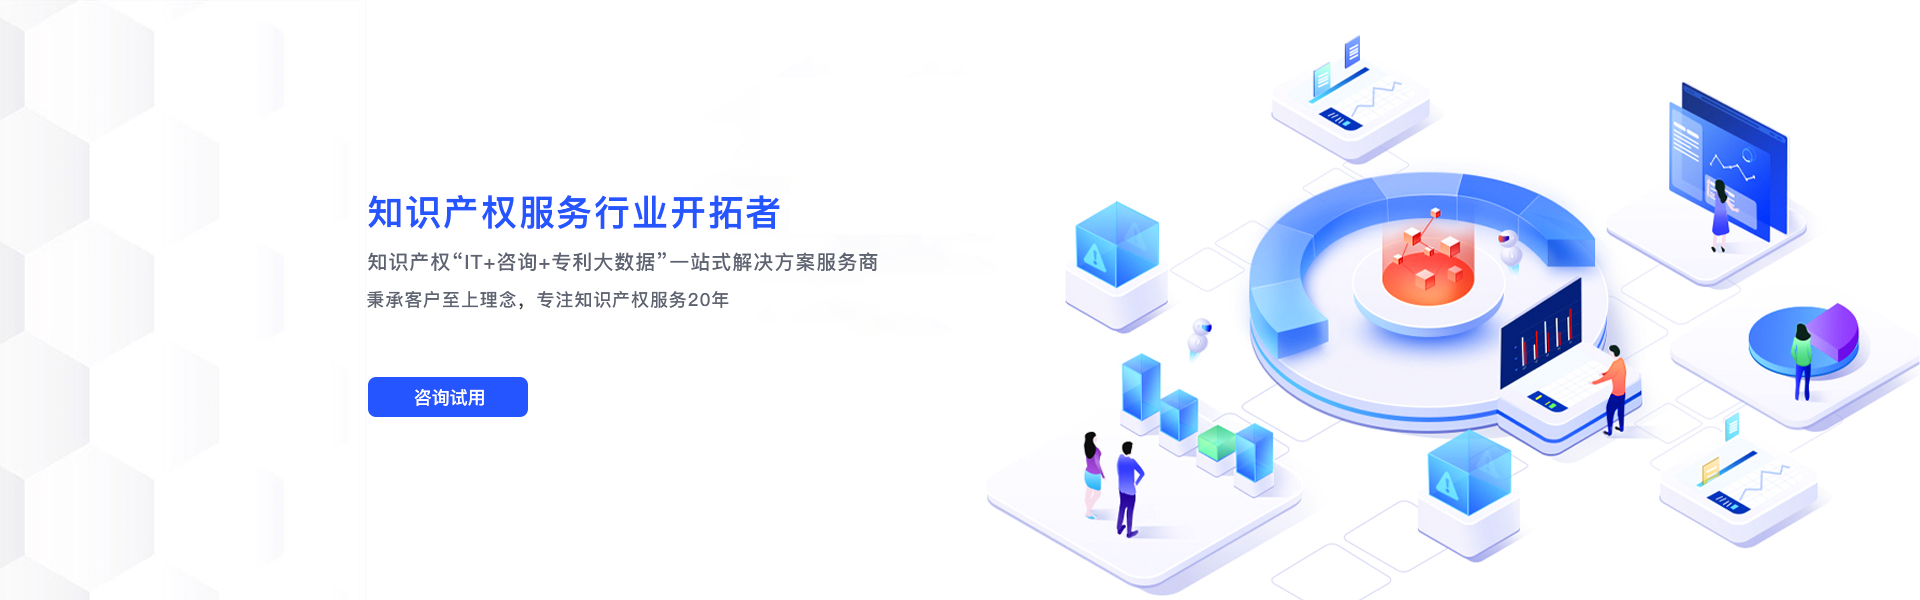 知识产权服务行业开拓者
知识产权“IT+咨询+专利大数据”一站式解决方案服务商
秉承客户至上理念，专注知识产权服务20年
咨询试用